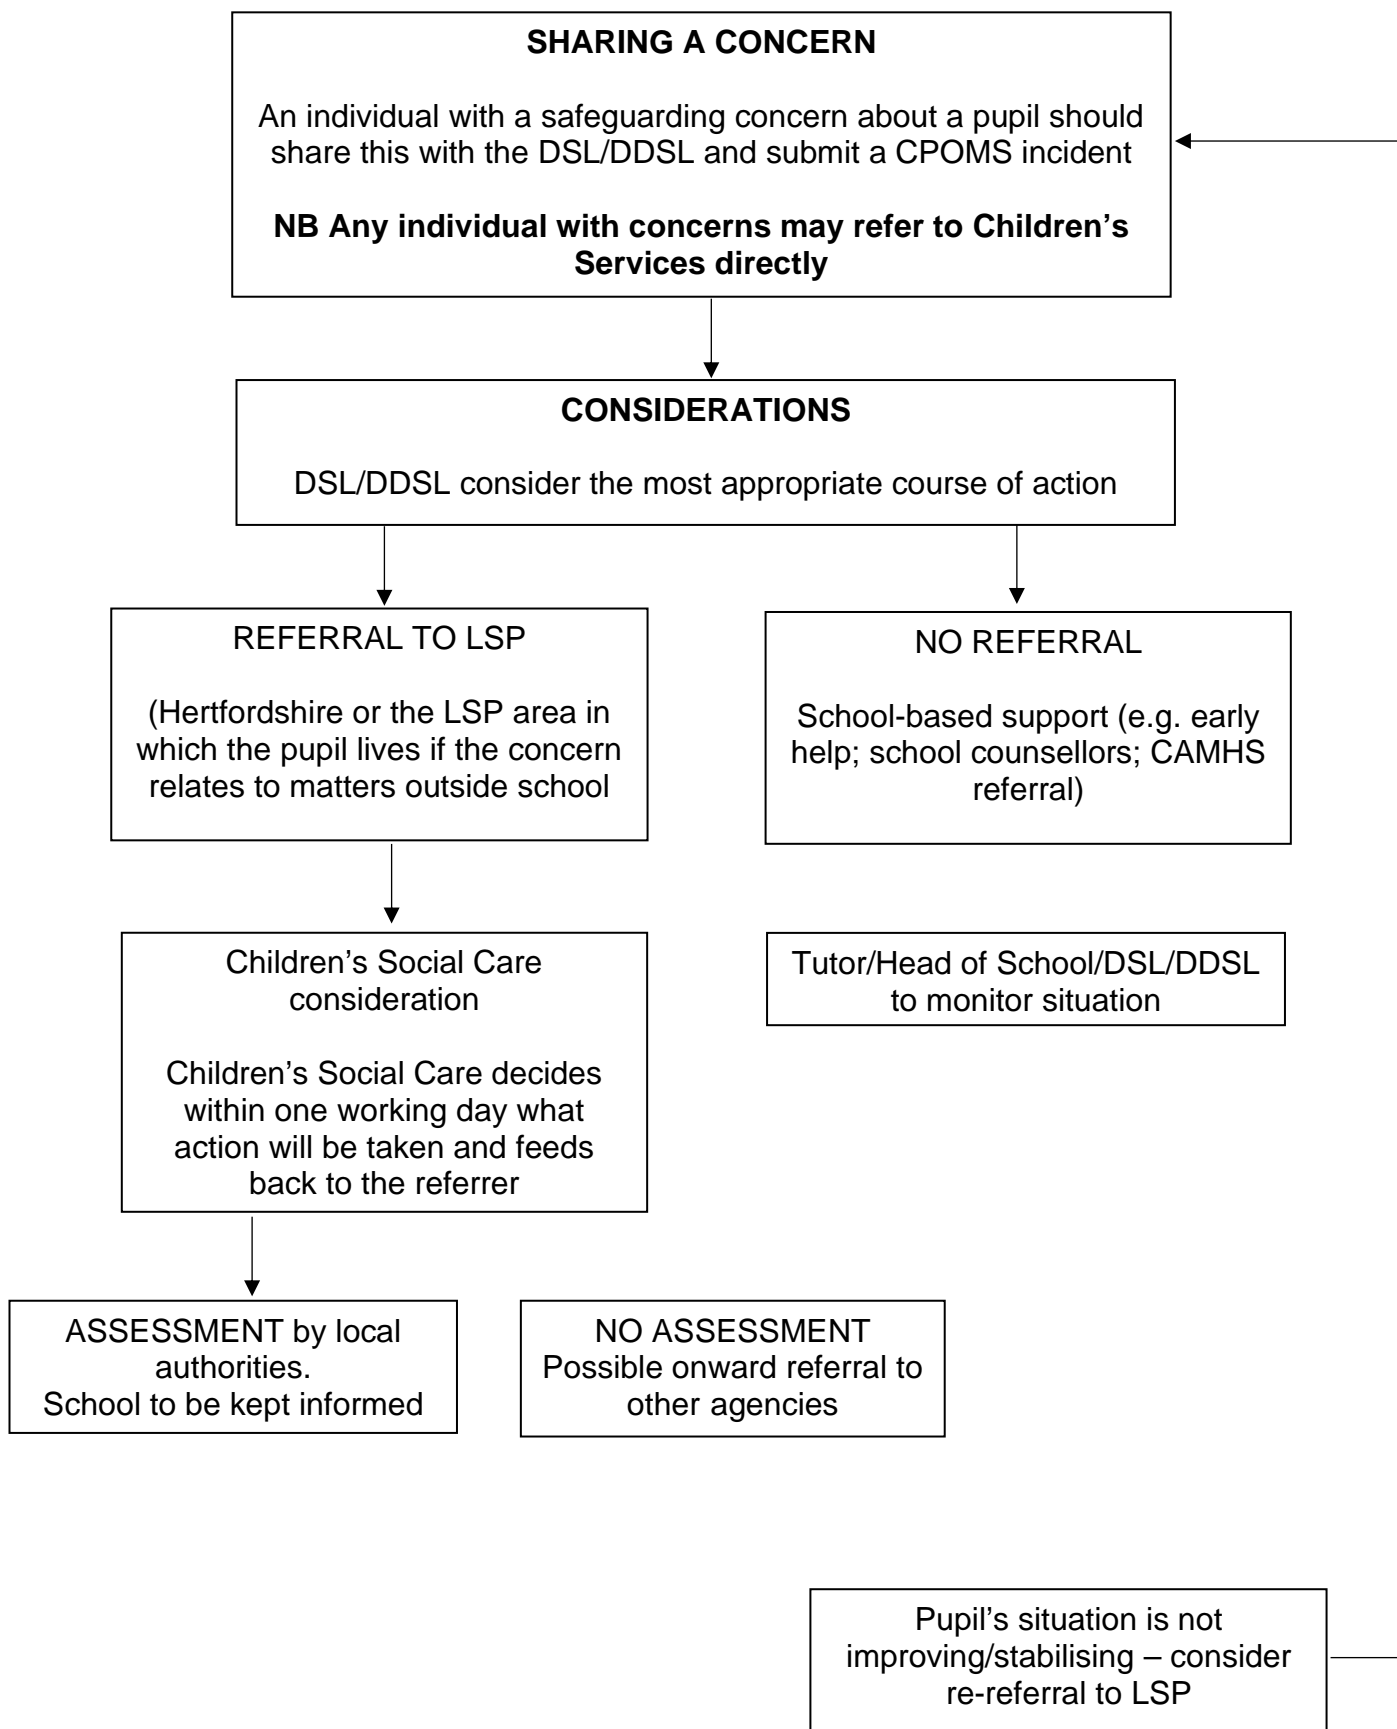 SHARING A CONCERN
An individual with a safeguarding concern about a pupil should
share this with the DSL/DDSL and submit a CPOMS incident
NB Any individual with concerns may refer to Children’s
Services directly
CONSIDERATIONS
DSL/DDSL consider the most appropriate course of action
REFERRAL TO LSP
(Hertfordshire or the LSP area in
which the pupil lives if the concern
relates to matters outside school
NO REFERRAL
School-based support (e.g. early
help; school counsellors; CAMHS
referral)
Children’s Social Care
consideration
Children’s Social Care decides
within one working day what
action will be taken and feeds
back to the referrer
Tutor/Head of School/DSL/DDSL
to monitor situation
ASSESSMENT by local
authorities.
School to be kept informed
NO ASSESSMENT
Possible onward referral to
other agencies
Pupil’s situation is not
improving/stabilising – consider
re-referral to LSP